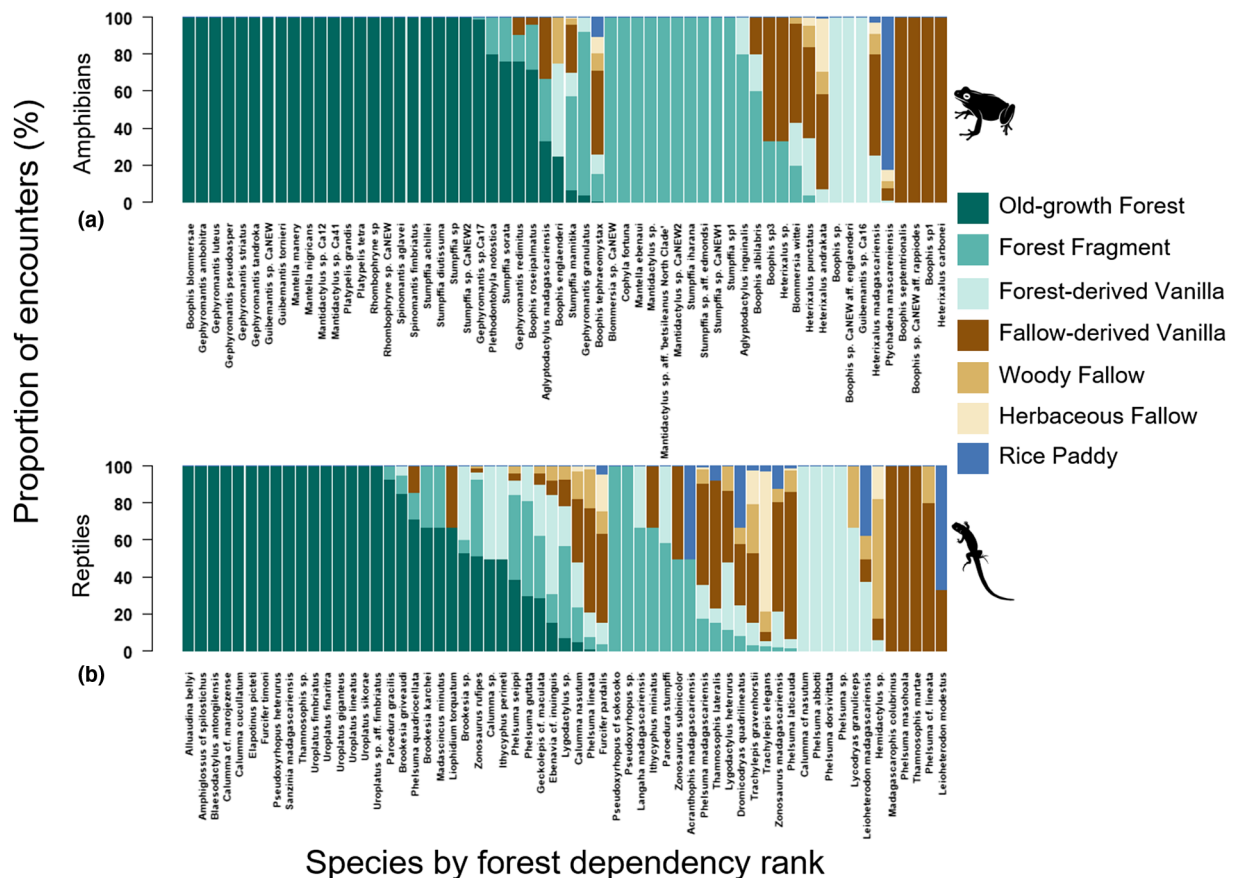 Proportion of encounters (%)
Amphibians
100
80
60
40
20
0
(a)
Boophis blommersae
Gephyromantis ambohitra
Gephyromantis luteus
Gephyromantis pseudoasper
Gephyromantis striatus
Gephyromantis tandroka
Guibemantis sp. CaNEW
Guibemantis tornieri
Mantella manery
Mantella nigricans
Mantidactylus sp. Ca12
Mantidactylus sp. Ca41
Platypelis grandis
Platypelis tetra
Rhombophryne sp
Rhombophryne sp. CaNEW
Spinomantis aglavei
Spinomantis fimbriatus
Stumpffia achillei
Stumpffia diutissuma
Stumpffia sp
Stumpffia sp. CaNEW2
Gephyromantis sp.Ca17
Plethodontohyla notosticta
Stumpffia sorata
Gephyromantis redimitus
Boophis roseipalmatus
Aglyptodactylus madagascariensis
Boophis englaenderi
Stumpffia mamitika
Gephyromantis granulatus
Boophis tephraeomystax
Blommersia sp. CaNEW
Cophyla fortuna
Mantella ebenaui
Mantidactylus sp.
Mantidactylus sp. aff. 'betsileanus North Clade'
Mantidactylus sp. CaNEW2
Stumpffia iharana
Stumpffia sp. aff. edmondsi
Stumpffia sp. CaNEW1
Stumpffia sp1
Aglyptodactylus inguinalis
Boophis albilabris
Boophis sp3
Heterixalus sp.
Blommersia wittei
Heterixalus punctatus
Heterixalus andrakata
Boophis sp.
Boophis sp. CaNEW aff. englaenderi
Guibemantis sp. Ca16
Heterixalus madagascariensis
Ptychadena mascareniensis
Boophis septentrionalis
Boophis sp. CaNEW aff. rappiodes
Boophis sp1
Heterixalus carbonei
Old-growth Forest
Forest Fragment
Forest-derived Vanilla
Fallow-derived Vanilla
Woody Fallow
Herbaceous Fallow
Rice Paddy
Reptiles
100
80
60
40
20
0
(b)
Alluaudina bellyi
Amphiglossus cf spilostichus
Blaesodactylus antongilensis
Calumma cf. marojezense
Calumma cucullatum
Elapotinus picteti
Furcifer timoni
Pseudoxyrhopus heterurus
Sanzinia madagascariensis
Thamnosophis sp.
Uroplatus fimbriatus
Uroplatus finaritra
Uroplatus giganteus
Uroplatus lineatus
Uroplatus sikorae
Uroplatus sp. aff. fimbriatus
Paroedura gracilis
Brookesia griveaudi
Phelsuma quadriocellata
Brookesia karchei
Madascincus minutus
Liophidium torquatum
Brookesia sp.
Zonosaurus rufipes
Calumma sp.
Ithycyphus perineti
Phelsuma seippi
Phelsuma guttata
Geckolepis cf. maculata
Ebenavia cf. inunguis
Lygodactylus sp.
Calumma nasutum
Phelsuma lineata
Furcifer pardalis
Pseudoxyrhopus cf sokosoko
Pseudoxyrhopus sp.
Langaha madagascariensis
Ithycyphus miniatus
Paroedura stumpffi
Zonosaurus subunicolor
Acranthophis madagascariensis
Phelsuma madagascariensis
Thamnosophis lateralis
Lygodactylus heterurus
Dromicodryas quadrilineatus
Trachylepis gravenhorstii
Trachylepis elegans
Zonosaurus madagascariensis
Phelsuma laticauda
Calumma cf nasutum
Phelsuma abbotti
Phelsuma dorsivittata
Phelsuma sp.
Lycodryas granuliceps
Leioheterodon madagascariensis
Hemidactylus sp.
Madagascarophis colubrinus
Phelsuma masohoala
Thamnosophis martae
Phelsuma cf. lineata
Leioheterodon modestus
Species by forest dependency rank